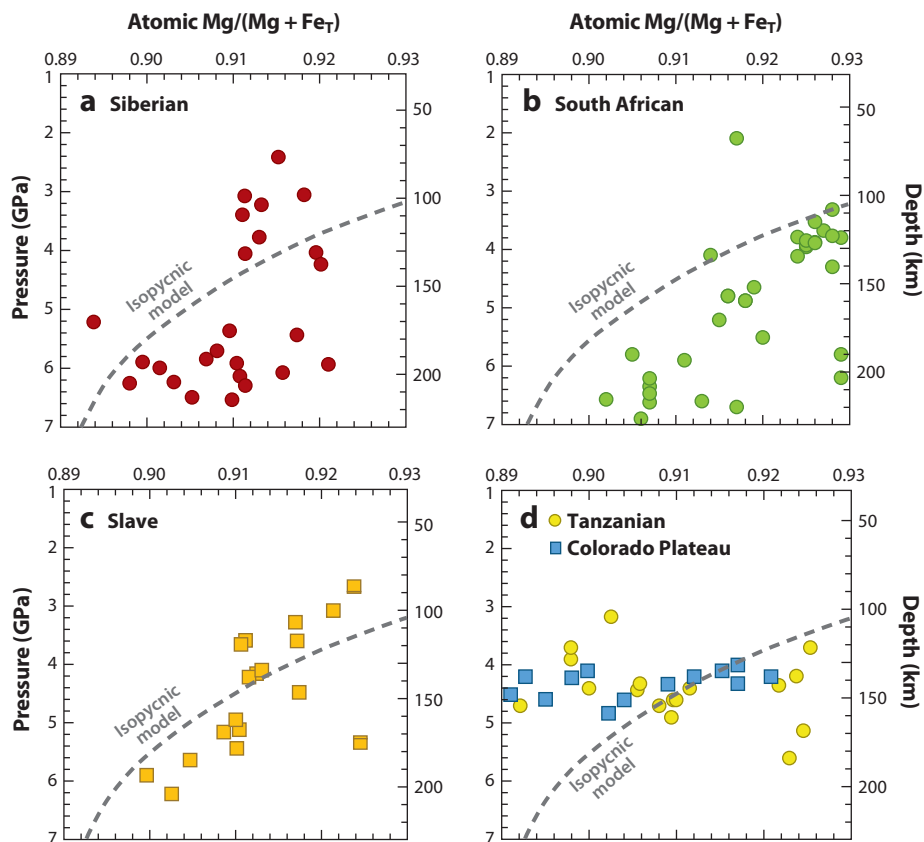 Atomic Mg/(Mg + FeT)
Atomic Mg/(Mg + FeT)
0.89 0.90 0.91 0.92 0.93
0.89 0.90 0.91 0.92 0.93
a Siberian
Isopycnic
model
Pressure (GPa)
1
2
3
4
5
6
7
50
100
150
200
b South African
Isopycnic
model
1
2
3
4
5
6
7
50
100
150
200
Depth (km)
0.89 0.90 0.91 0.92 0.93
0.89 0.90 0.91 0.92 0.93
c Slave
Isopycnic
model
Pressure (GPa)
1
2
3
4
5
6
7
50
100
150
200
d Tanzanian
Colorado Plateau
Isopycnic
model
1
2
3
4
5
6
7
50
100
150
200
Depth (km)